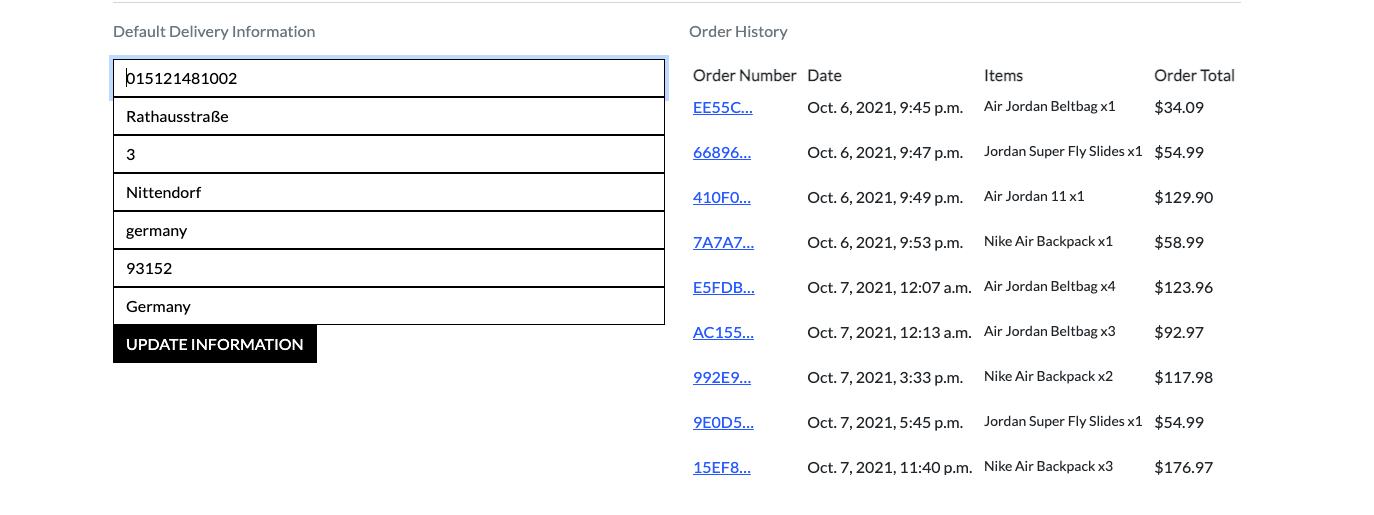 Default Delivery Information
015121481002
Rathausstraße
3
Nittendorf
germany
93152
Germany
UPDATE INFORMATION
Order History
Order Number Date Items Order Total
EE55C... Oct. 6, 2021, 9:45 p.m. Air Jordan Beltbag x1 $34.09
66896... Oct. 6, 2021, 9:47 p.m. Jordan Super Fly Slides x1 $54.99
410F0... Oct. 6, 2021, 9:49 p.m. Air Jordan 11 x1 $129.90
7A7A7... Oct. 6, 2021, 9:53 p.m. Nike Air Backpack x1 $58.99
E5FDB... Oct. 7, 2021, 12:07 a.m. Air Jordan Beltbag x4 $123.96
AC155... Oct. 7, 2021, 12:13 a.m. Air Jordan Beltbag x3 $92.97
992E9... Oct. 7, 2021, 3:33 p.m. Nike Air Backpack x2 $117.98
9E0D5... Oct. 7, 2021, 5:45 p.m. Jordan Super Fly Slides x1 $54.99
15EF8... Oct. 7, 2021, 11:40 p.m. Nike Air Backpack x3 $176.97